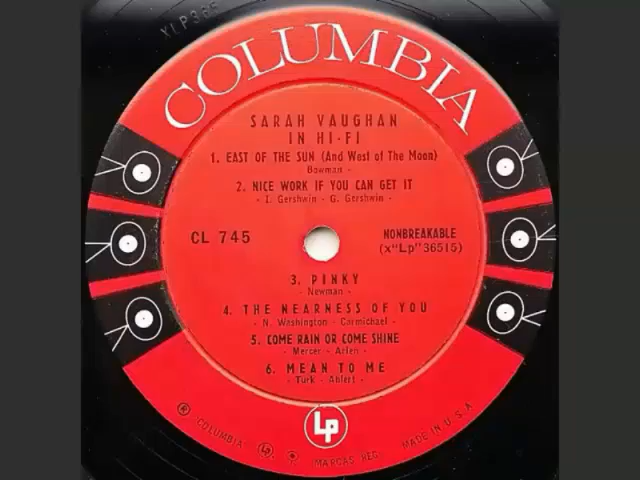 XLP365
COLUMBIA
SARAH VAUGHAN
IN HI-FI
1. EAST OF THE SUN (And West of The Moon)
Bowman -
2. NICE WORK IF YOU CAN GET IT
- I. Gershwin - G. Gershwin -
CL 745
NONBREAKABLE
(x"Lp"36515)
3. PINKY
- Newman -
4. THE NEARNESS OF YOU
- N. Washington - Carmichael -
5. COME RAIN OR COME SHINE
- Mercer - Arlen -
6. MEAN TO ME
- Turk - Ahlert -
Lp
® "COLUMBIA" Lp ® MARCAS REG. MADE IN U.S.A.